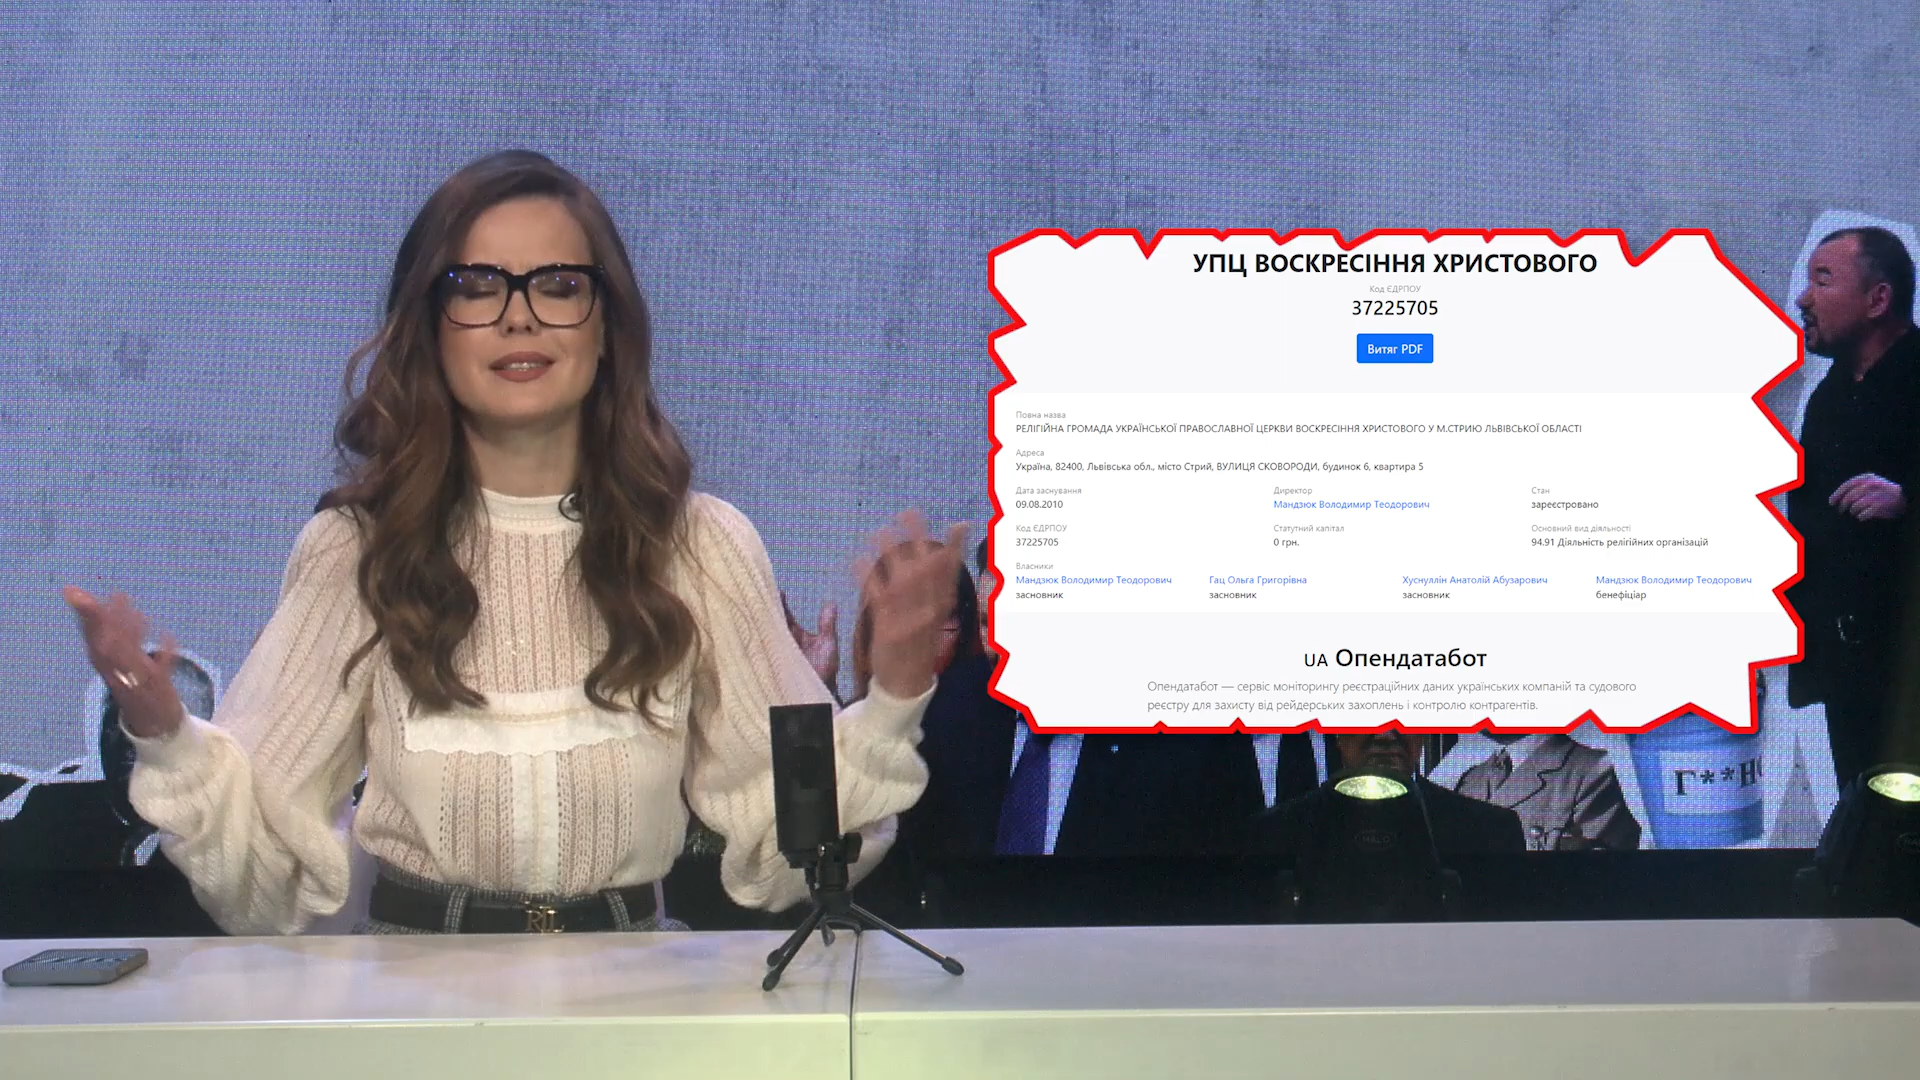 УПЦ ВОСКРЕСІННЯ ХРИСТОВОГО
Код ЄДРПОУ
37225705
Витяг PDF
Повна назва
РЕЛІГІЙНА ГРОМАДА УКРАЇНСЬКОЇ ПРАВОСЛАВНОЇ ЦЕРКВИ ВОСКРЕСІННЯ ХРИСТОВОГО У М.СТРИЮ ЛЬВІВСЬКОЇ ОБЛАСТІ
Адреса
Україна, 82400, Львівська обл., місто Стрий, ВУЛИЦЯ СКОВОРОДИ, будинок 6, квартира 5
Дата заснування Директор Стан
09.08.2010 Мандзюк Володимир Теодорович зареєстровано
Код ЄДРПОУ Статутний капітал Основний вид діяльності
37225705 0 грн. 94.91 Діяльність релігійних організацій
Власники
Мандзюк Володимир Теодорович Гац Ольга Григорівна Хуснуллін Анатолій Абузарович Мандзюк Володимир Теодорович
засновник засновник засновник бенефіціар
UA Опендатабот
Опендатабот — сервіс моніторингу реєстраційних даних українських компаній та судового
реєстру для захисту від рейдерських захоплень і контролю контрагентів.
Г**НО
RLL
HALO